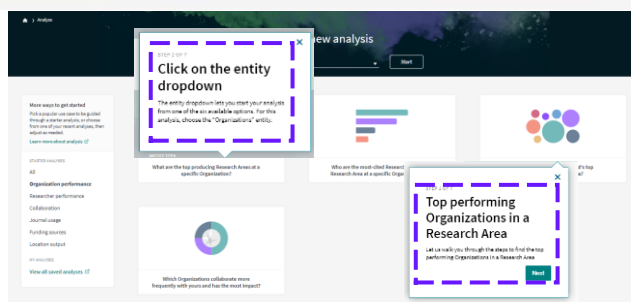 Analyze
new analysis
Start
STEP 2 OF 7
Click on the entity
dropdown
The entity dropdown lets you start your analysis
from one of the six available options. For this
analysis, choose the "Organizations" entity.
More ways to get started
Pick a popular use case to be guided
through a starter analysis, or choose
from one of your recent analyses, then
adjust as needed.
Learn more about analysis
STARTER ANALYSES
All
Organization performance
Researcher performance
Collaboration
Journal usage
Funding sources
Location output
MY ANALYSES
View all saved analyses
What are the top producing Research Areas at a
specific Organization?
Who are the most-cited Research
Research Area at a specific Orga
d's top
Which Organizations collaborate more
frequently with yours and has the most impact?
Top performing
Organizations in a
Research Area
Let us walk you through the steps to find the top
performing Organizations in a Research Area
Next